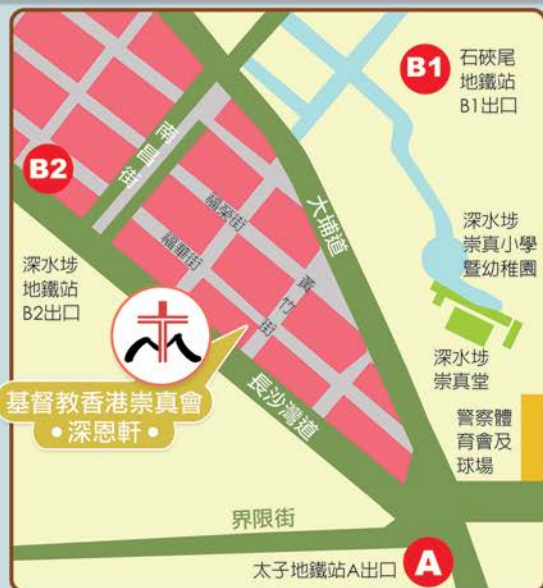 B1
石硤尾
地鐵站
B1出口
B2
南昌街
福榮街
福華街
大埔道
黃竹街
深水埗
地鐵站
B2出口
深水埗
崇真小學
暨幼稚園
深水埗
崇真堂
基督教香港崇真會
•深恩軒•
長沙灣道
警察體
育會及
球場
界限街
太子地鐵站A出口
A